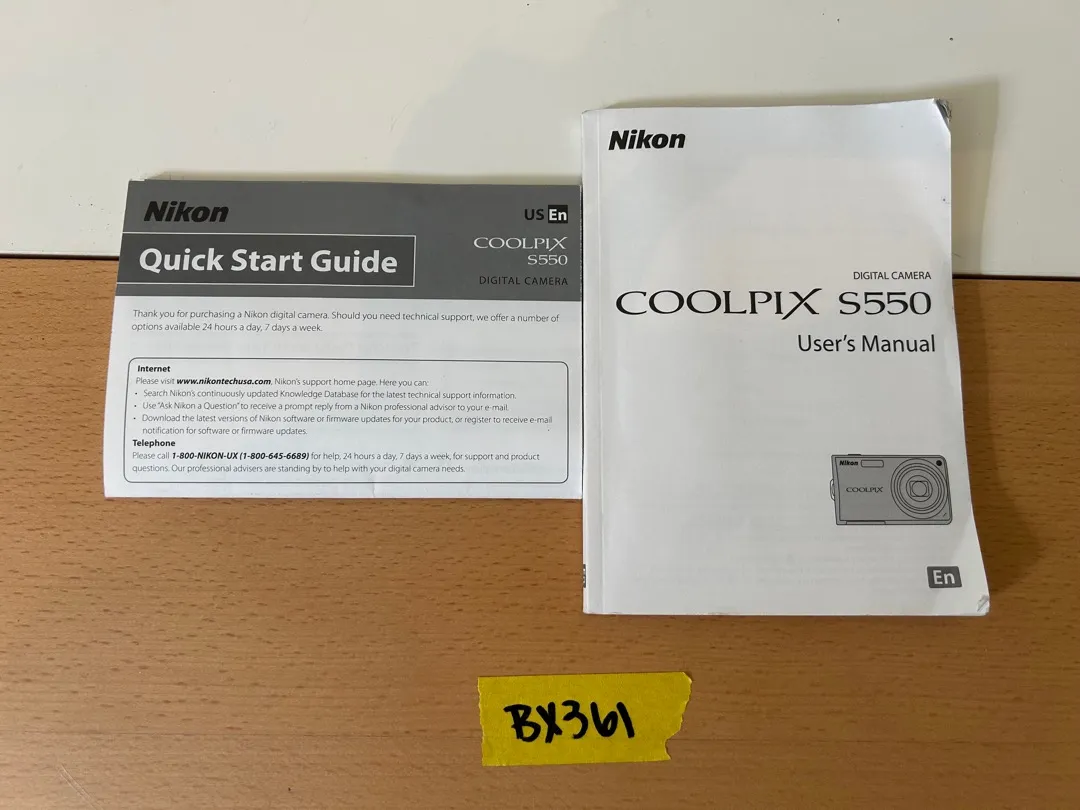 Nikon
US En
Quick Start Guide
COOLPIX
S550
DIGITAL CAMERA
Thank you for purchasing a Nikon digital camera. Should you need technical support, we offer a number of
options available 24 hours a day, 7 days a week.
Internet
Please visit www.nikontechusa.com, Nikon's support home page. Here you can:
• Search Nikon's continuously updated Knowledge Database for the latest technical support information.
• Use "Ask Nikon a Question" to receive a prompt reply from a Nikon professional advisor to your e-mail.
• Download the latest versions of Nikon software or firmware updates for your product, or register to receive e-mail
notification for software or firmware updates.
Telephone
Please call 1-800-NIKON-UX (1-800-645-6689) for help, 24 hours a day, 7 days a week, for support and product
questions. Our professional advisers are standing by to help with your digital camera needs.
Nikon
DIGITAL CAMERA
COOLPIX S550
User's Manual
Nikon
COOLPIX
En
BX361